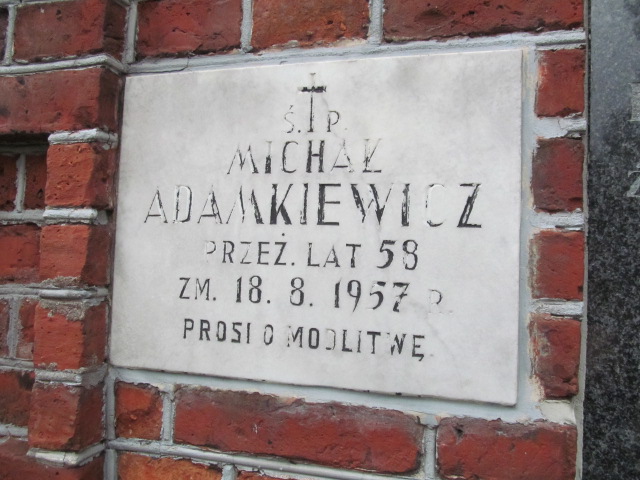 Ś. P.
MICHAŁ
ADAMKIEWICZ
PRZEŻ. LAT 58
ZM. 18. 8. 1957 R.
PROSI O MODLITWĘ.